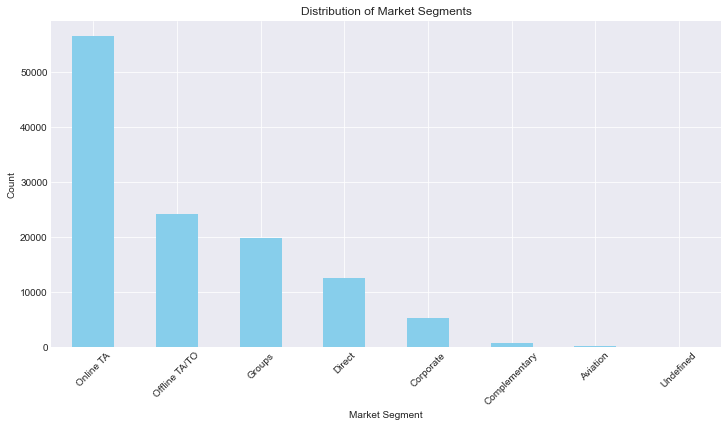 Distribution of Market Segments
Count
50000
40000
30000
20000
10000
0
Online TA
Offline TA/TO
Groups
Direct
Corporate
Complementary
Aviation
Undefined
Market Segment